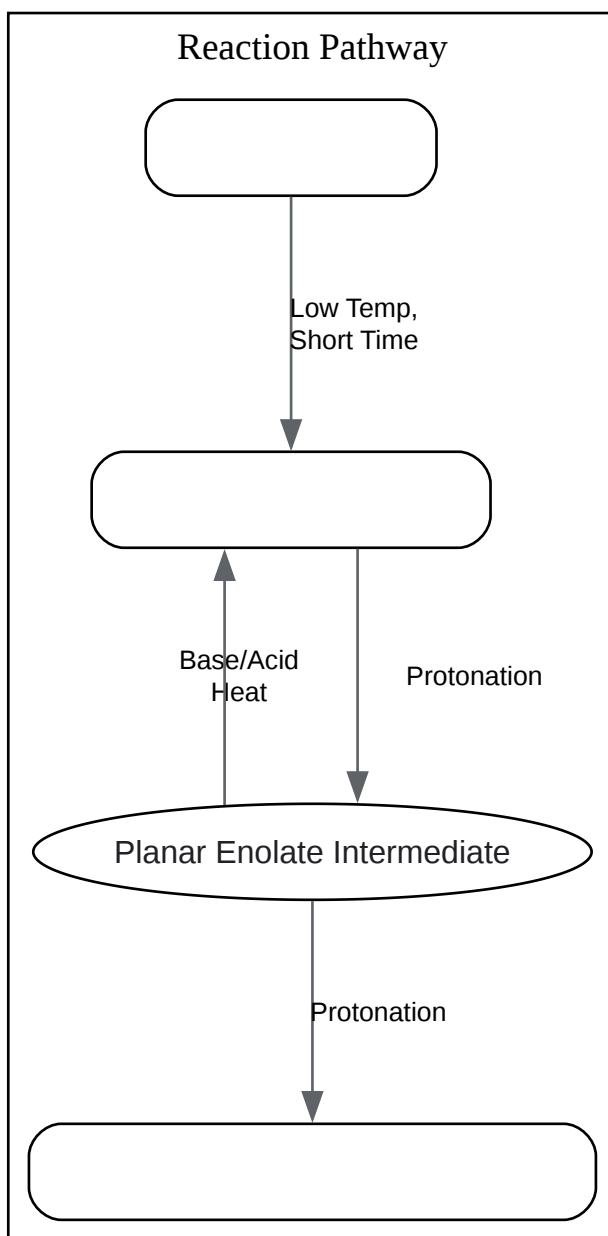 Reaction Pathway
Low Temp,
Short Time
Base/Acid
Heat
Protonation
Planar Enolate Intermediate
Protonation